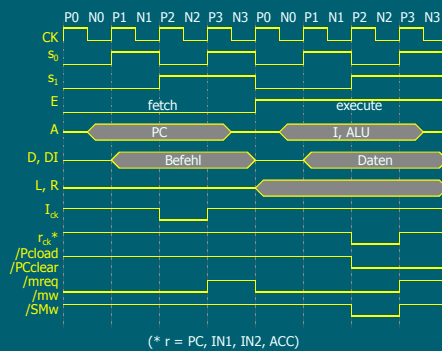 P0 N0 P1 N1 P2 N2 P3 N3 P0 N0 P1 N1 P2 N2 P3 N3
CK
s0
s1
E fetch execute
A PC I, ALU
D, DI Befehl Daten
L, R
Ick
rck*
/Pcload
/PCclear
/mreq
/mw
/SMw
(* r = PC, IN1, IN2, ACC)